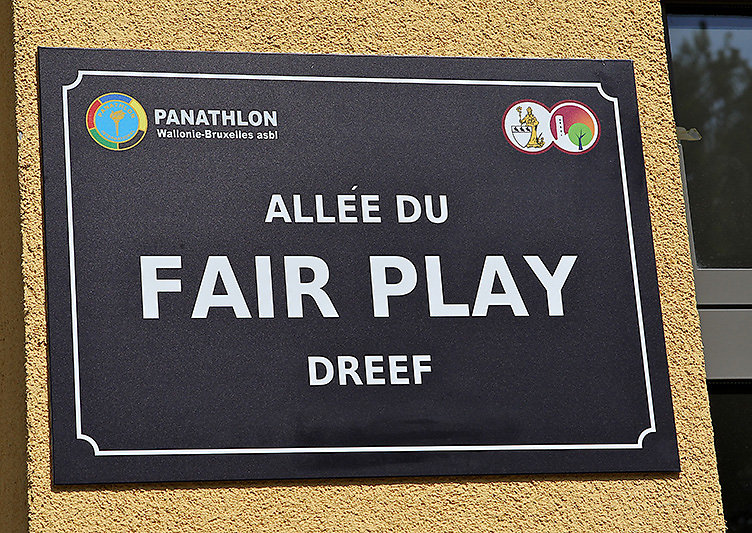 PANATHLON
Wallonie-Bruxelles asbl
ALLÉE DU
FAIR PLAY
DREEF